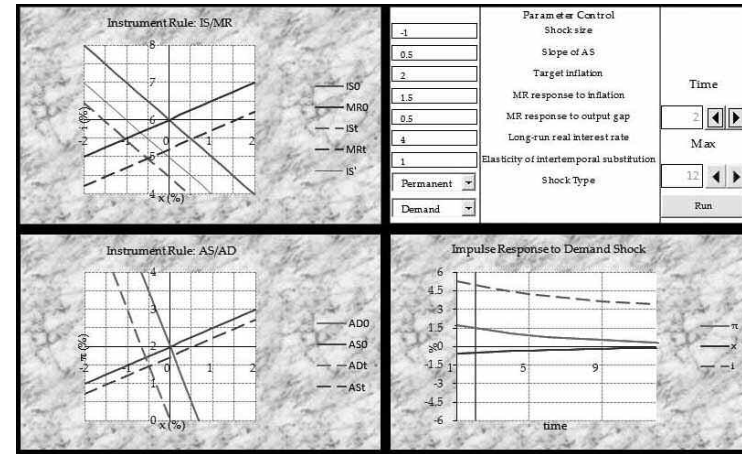 Instrument Rule: IS/MR
8
7
6
5
4
-2
-1
0
1
2
i (%)
x (%)
IS0
MR0
ISt
MRt
IS'
Parameter Control
-1 Shock size
0.5 Slope of AS
2 Target inflation
1.5 MR response to inflation
0.5 MR response to output gap
4 Long-run real interest rate
1 Elasticity of intertemporal substitution
Permanent Shock Type
Demand
Time
2
Max
12
Run
Instrument Rule: AS/AD
4
3
2
1
0
-2
-1
0
1
2
π (%)
x (%)
AD0
AS0
ADt
ASt
Impulse Response to Demand Shock
6
4.5
3
1.5
0
-1.5
-3
-4.5
-6
%
1 5 9
time
π
x
i